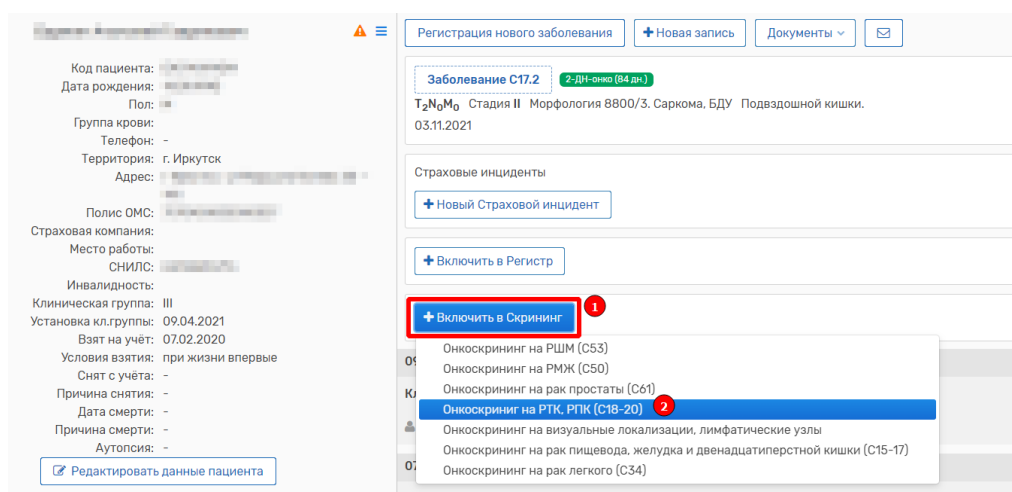 Код пациента:
Дата рождения:
Пол:
Группа крови:
Телефон: -
Территория: г. Иркутск
Адрес:
Полис ОМС:
Страховая компания:
Место работы:
СНИЛС:
Инвалидность:
Клиническая группа: III
Установка кл.группы: 09.04.2021
Взят на учёт: 07.02.2020
Условия взятия: при жизни впервые
Снят с учёта: -
Причина снятия: -
Дата смерти: -
Причина смерти: -
Аутопсия: -
Редактировать данные пациента
Регистрация нового заболевания + Новая запись Документы
Заболевание C17.2 2-ДН-онко (84 дн.)
T2N0M0 Стадия II Морфология 8800/3. Саркома, БДУ Подвздошной кишки.
03.11.2021
Страховые инциденты
+ Новый Страховой инцидент
+ Включить в Регистр
+ Включить в Скрининг 1
Онкоскрининг на РШМ (C53)
Онкоскрининг на РМЖ (C50)
Онкоскрининг на рак простаты (C61)
Онкоскриниг на РТК, РПК (C18-20) 2
Онкоскрининг на визуальные локализации, лимфатические узлы
Онкоскрининг на рак пищевода, желудка и двенадцатиперстной кишки (C15-17)
Онкоскрининг на рак легкого (C34)